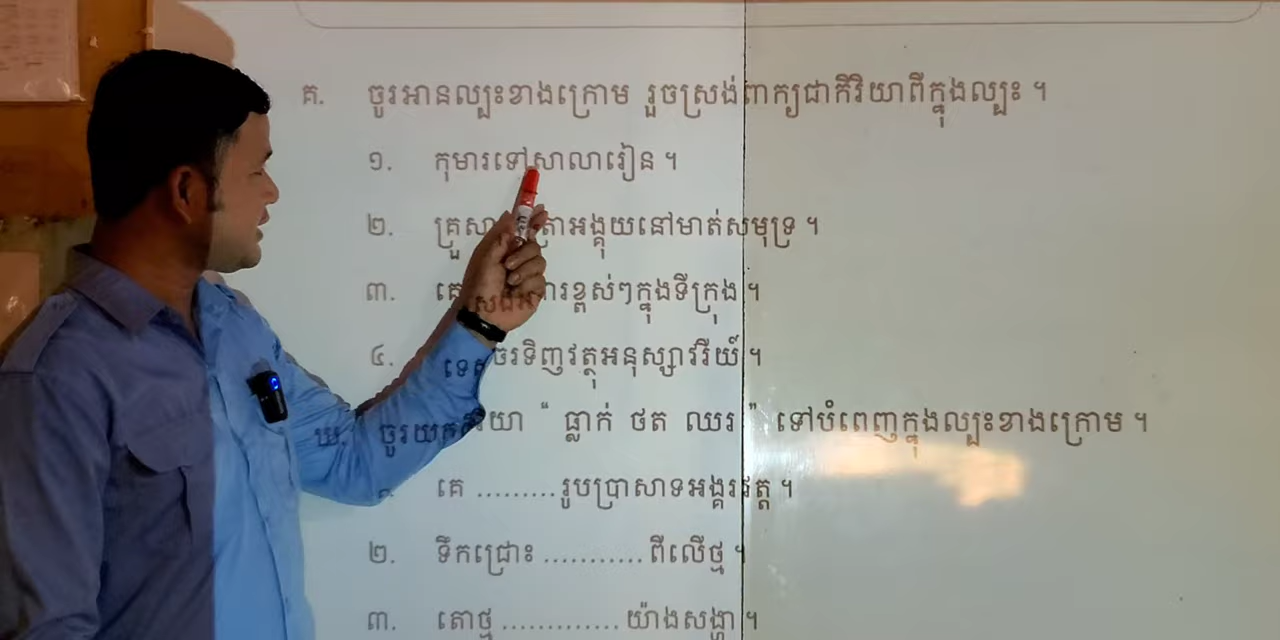 គ. ចូរអានល្បះខាងក្រោម រួចស្រង់ពាក្យជាកិរិយាពីក្នុងល្បះ ។
១. កុមារទៅសាលារៀន ។
២. គ្រួសា អង្គុយនៅមាត់សមុទ្រ ។
៣. គេ ខ្ពស់ៗក្នុងទីក្រុង ។
៤. ទេសចរទិញវត្ថុអនុស្សាវរីយ៍ ។
ឃ. ចូរយក "ធ្លាក់ ថត ឈរ" ទៅបំពេញក្នុងល្បះខាងក្រោម ។
គេ .........រូបប្រាសាទអង្គរវត្ត ។
២. ទឹកជ្រោះ ...........ពីលើថ្ម ។
៣. តោថ្ម .............យ៉ាងសង្ហា ។